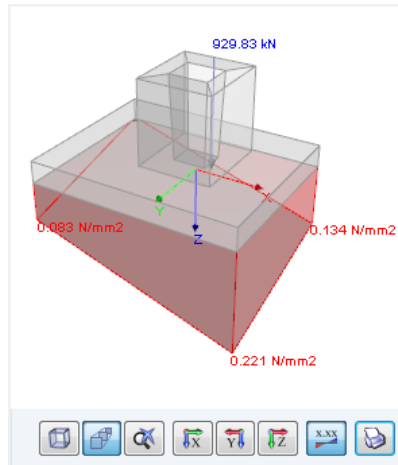 929.83 kN
X
Y
0.083 N/mm2
Z
0.134 N/mm2
0.221 N/mm2
X Y Z x.xx